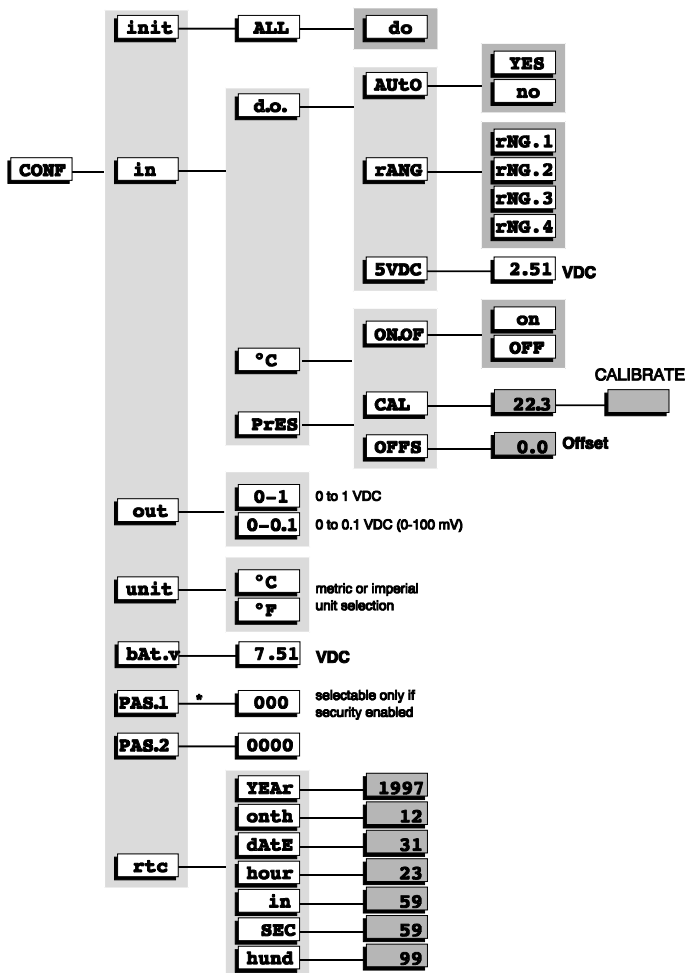 init ALL do
YES
AUtO
no
d.o.
rNG.1
CONF in rANG rNG.2
rNG.3
rNG.4
5VDC 2.51 VDC
on
ON.OF
OFF
°C
CALIBRATE
CAL 22.3
PrES
OFFS 0.0 Offset
0-1 0 to 1 VDC
out
0-0.1 0 to 0.1 VDC (0-100 mV)
°C
unit metric or imperial
°F unit selection
bAt.v 7.51 VDC
PAS.1 * 000 selectable only if
security enabled
PAS.2 0000
YEAr 1997
onth 12
dAtE 31
rtc hour 23
in 59
SEC 59
hund 99